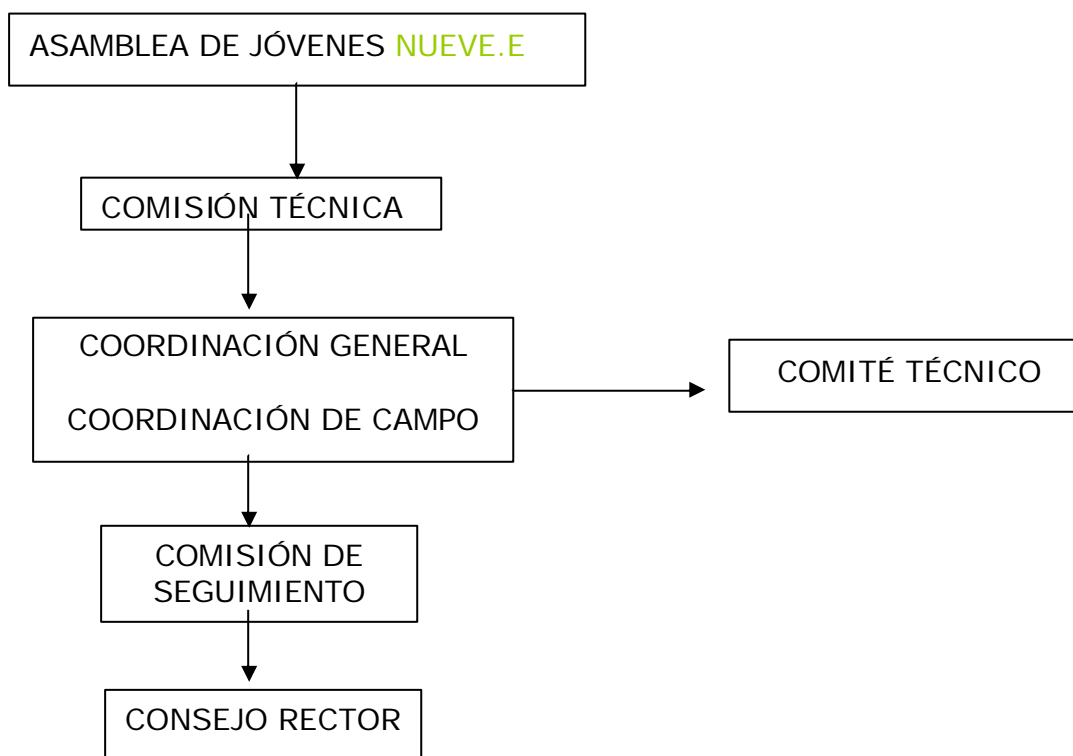 ASAMBLEA DE JÓVENES NUEVE.E
COMISIÓN TÉCNICA
COORDINACIÓN GENERAL
COORDINACIÓN DE CAMPO
COMITÉ TÉCNICO
COMISIÓN DE
SEGUIMIENTO
CONSEJO RECTOR